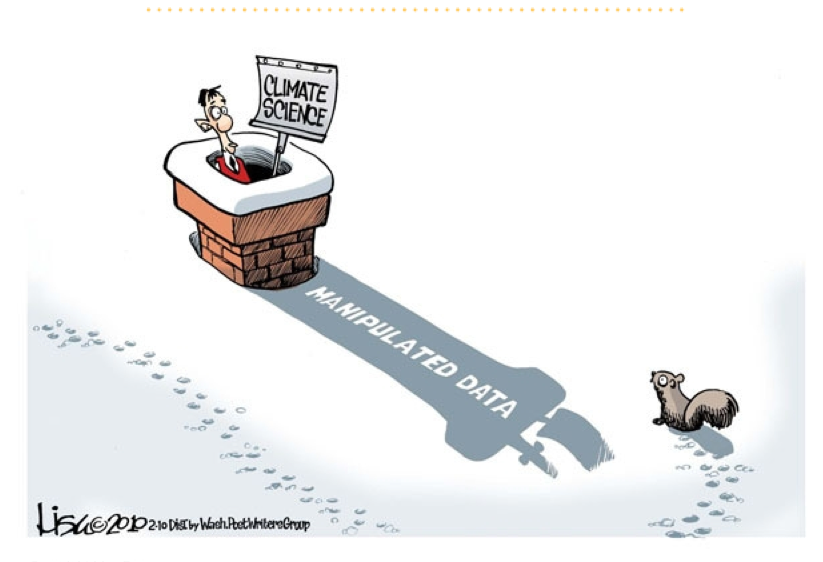 CLIMATE
SCIENCE
MANIPULATED DATA
Lisa © 2010 2-10 Dist. by Wash. Post Writers Group